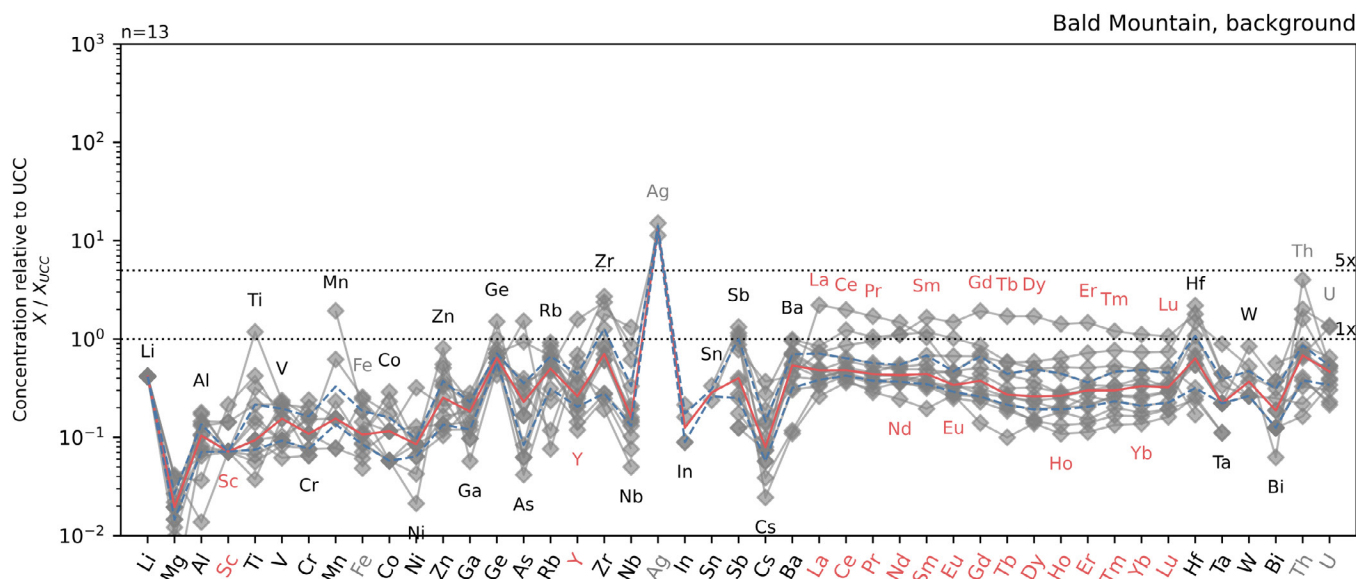 n=13
Bald Mountain, background
Concentration relative to UCC
X / X_UCC
10³
10²
10¹
10⁰
10⁻¹
10⁻²
5x
1x
Li
Al
Sc
Ti
V
Cr
Mn
Fe
Co
Ni
Zn
Ga
Ge
As
Rb
Y
Zr
Nb
Ag
In
Sn
Sb
Cs
Ba
La
Ce
Pr
Nd
Sm
Eu
Gd
Tb
Dy
Ho
Er
Tm
Yb
Lu
Hf
Ta
W
Bi
Th
U
Li Mg Al Sc Ti V Cr Mn Fe Co Ni Zn Ga Ge As Rb Y Zr Nb Ag In Sn Sb Cs Ba La Ce Pr Nd Sm Eu Gd Tb Dy Ho Er Tm Yb Lu Hf Ta W Bi Th U